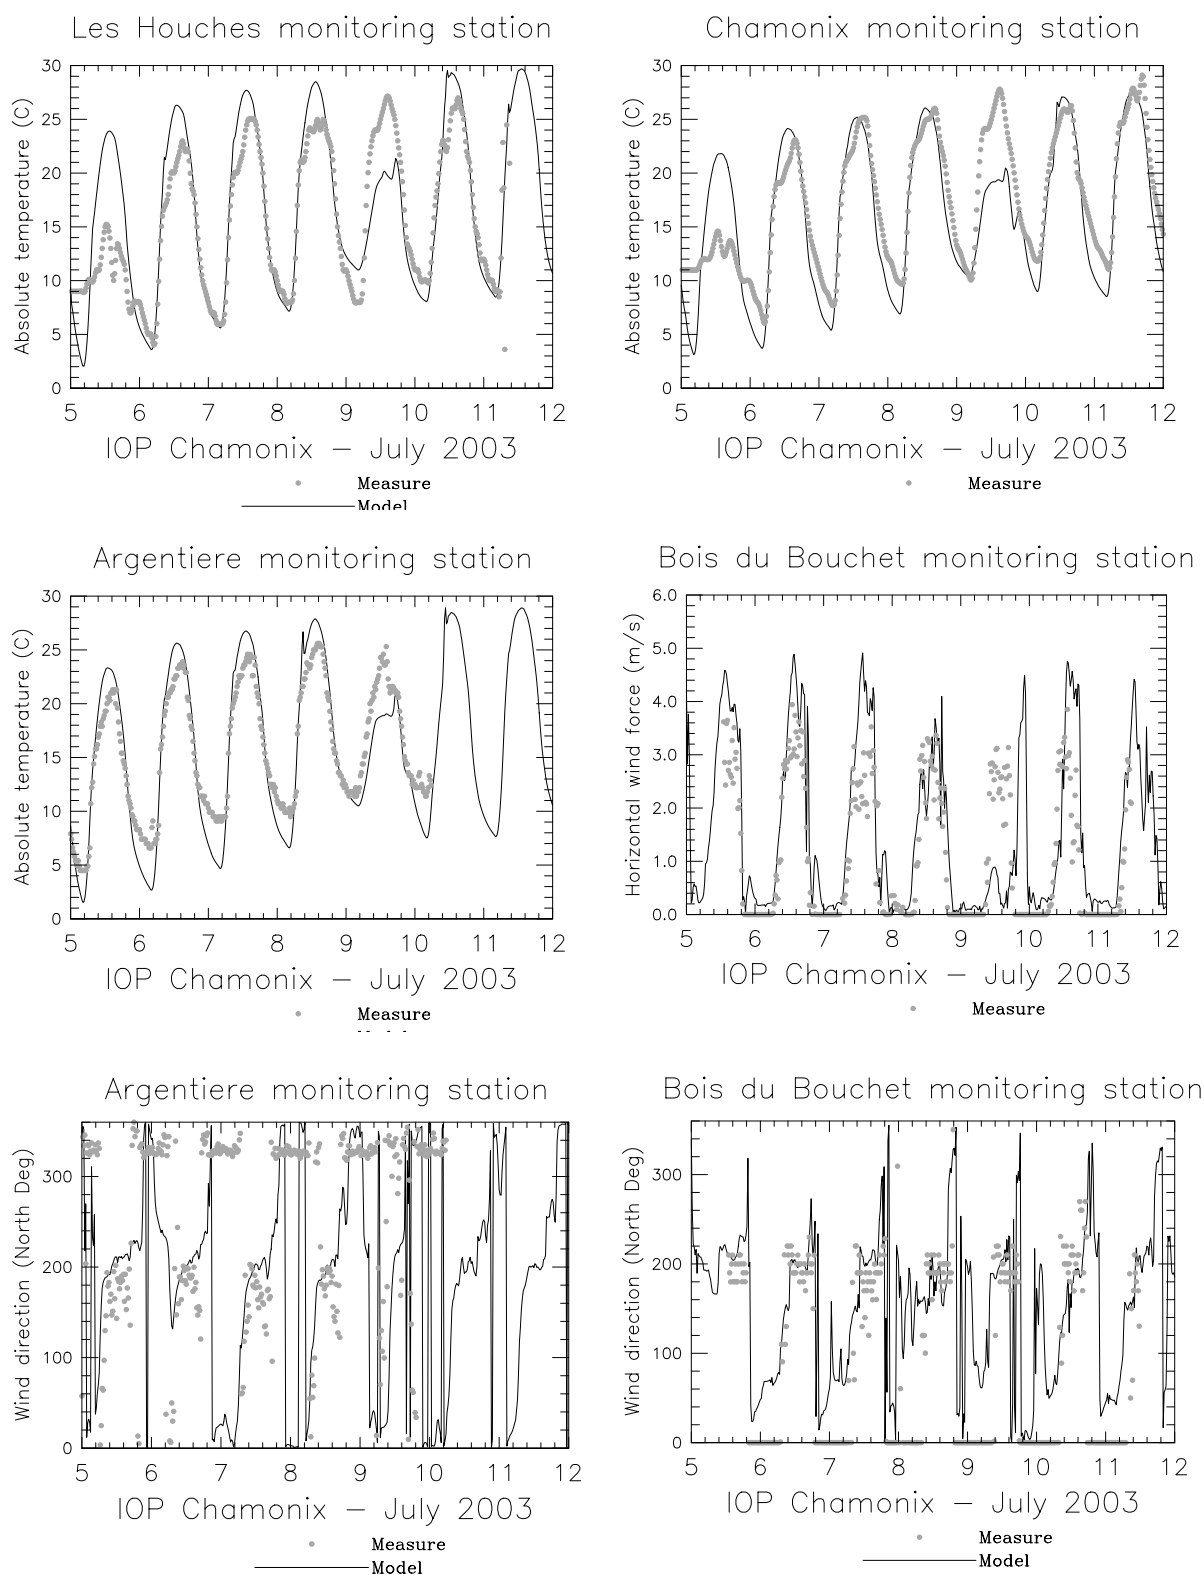 Les Houches monitoring station
Absolute temperature (C)
30
25
20
15
10
5
0
5 6 7 8 9 10 11 12
IOP Chamonix – July 2003
Measure
Model
Chamonix monitoring station
Absolute temperature (C)
30
25
20
15
10
5
0
5 6 7 8 9 10 11 12
IOP Chamonix – July 2003
Measure
Argentiere monitoring station
Absolute temperature (C)
30
25
20
15
10
5
0
5 6 7 8 9 10 11 12
IOP Chamonix – July 2003
Measure
Bois du Bouchet monitoring station
Horizontal wind force (m/s)
6.0
5.0
4.0
3.0
2.0
1.0
0.0
5 6 7 8 9 10 11 12
IOP Chamonix – July 2003
Measure
Argentiere monitoring station
Wind direction (North Deg)
300
200
100
0
5 6 7 8 9 10 11 12
IOP Chamonix – July 2003
Measure
Model
Bois du Bouchet monitoring station
Wind direction (North Deg)
300
200
100
0
5 6 7 8 9 10 11 12
IOP Chamonix – July 2003
Measure
Model